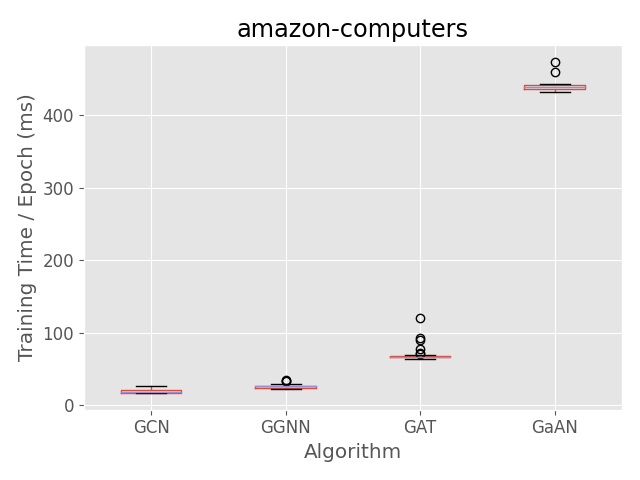 amazon-computers
Training Time / Epoch (ms)
400
300
200
100
0
GCN GGNN GAT GaAN
Algorithm